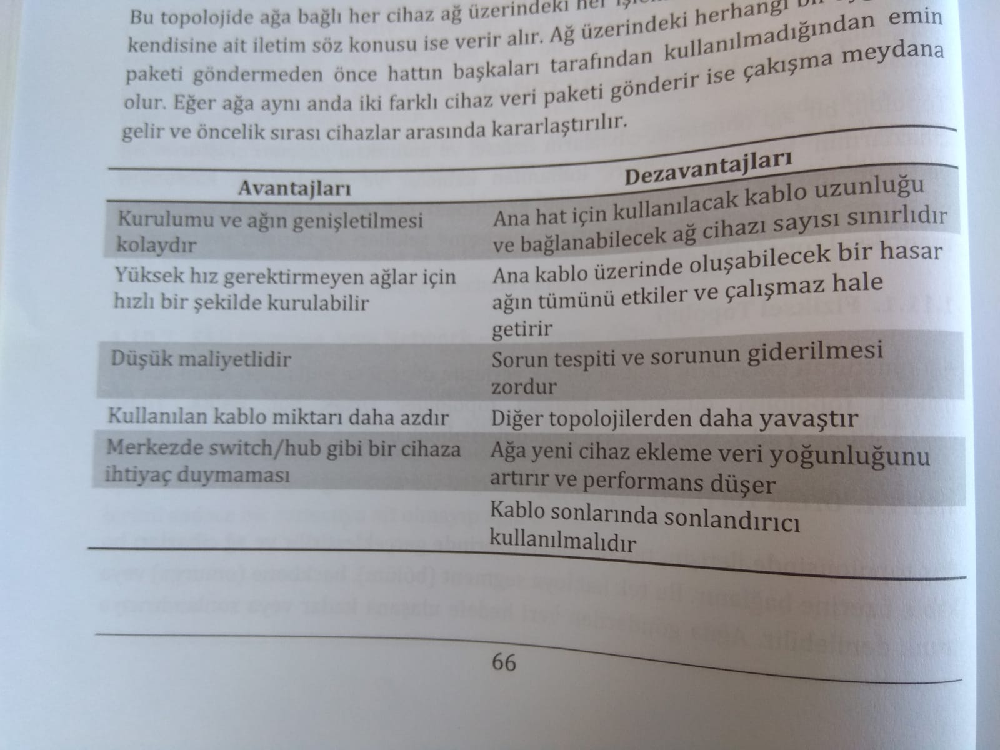 Bu topolojide ağa bağlı her cihaz ağ üzerindeki her
kendisine ait iletim söz konusu ise verir alır. Ağ üzerindeki herhangi
paketi göndermeden önce hattın başkaları tarafından kullanılmadığından emin
olur. Eğer ağa aynı anda iki farklı cihaz veri paketi gönderir ise çakışma meydana
gelir ve öncelik sırası cihazlar arasında kararlaştırılır.
Avantajları Dezavantajları
Kurulumu ve ağın genişletilmesi
kolaydır
Ana hat için kullanılacak kablo uzunluğu
ve bağlanabilecek ağ cihazı sayısı sınırlıdır
Yüksek hız gerektirmeyen ağlar için
hızlı bir şekilde kurulabilir
Ana kablo üzerinde oluşabilecek bir hasar
ağın tümünü etkiler ve çalışmaz hale
getirir
Düşük maliyetlidir
Sorun tespiti ve sorunun giderilmesi
zordur
Kullanılan kablo miktarı daha azdır
Diğer topolojilerden daha yavaştır
Merkezde switch/hub gibi bir cihaza
ihtiyaç duymaması
Ağa yeni cihaz ekleme veri yoğunluğunu
artırır ve performans düşer
Kablo sonlarında sonlandırıcı
kullanılmalıdır
66